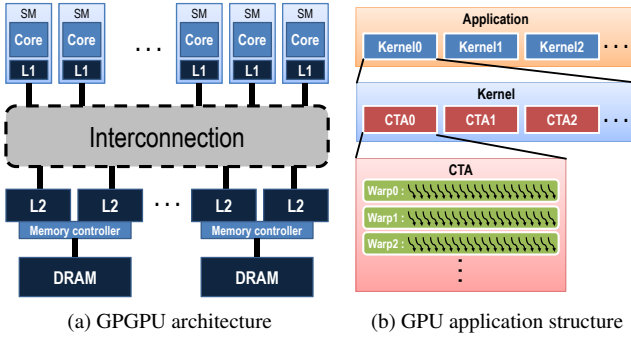 SM SM SM SM SM
Core Core ... Core Core Core
L1 L1 L1 L1 L1
Interconnection
L2 L2 ... L2 L2
Memory controller Memory controller
DRAM DRAM
(a) GPGPU architecture
Application
Kernel0 Kernel1 Kernel2 ...
Kernel
CTA0 CTA1 CTA2 ...
CTA
Warp0 :
Warp1 :
Warp2 :
(b) GPU application structure